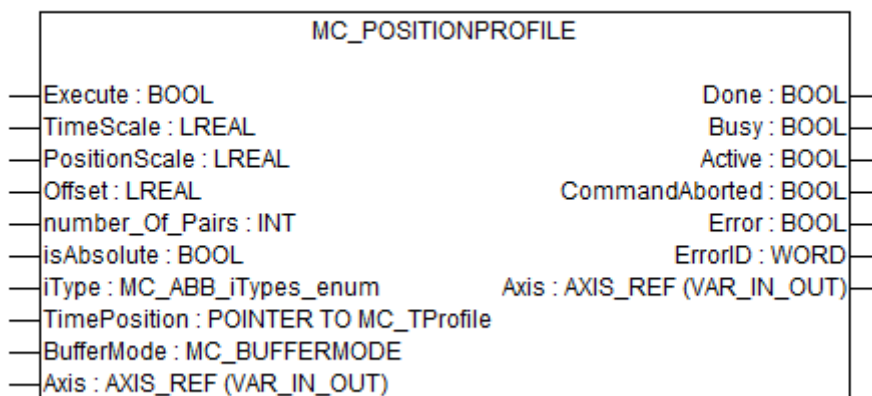 MC_POSITIONPROFILE
Execute : BOOL Done : BOOL
TimeScale : LREAL Busy : BOOL
PositionScale : LREAL Active : BOOL
Offset : LREAL CommandAborted : BOOL
number_Of_Pairs : INT Error : BOOL
isAbsolute : BOOL ErrorID : WORD
iType : MC_ABB_iTypes_enum Axis : AXIS_REF (VAR_IN_OUT)
TimePosition : POINTER TO MC_TProfile
BufferMode : MC_BUFFERMODE
Axis : AXIS_REF (VAR_IN_OUT)